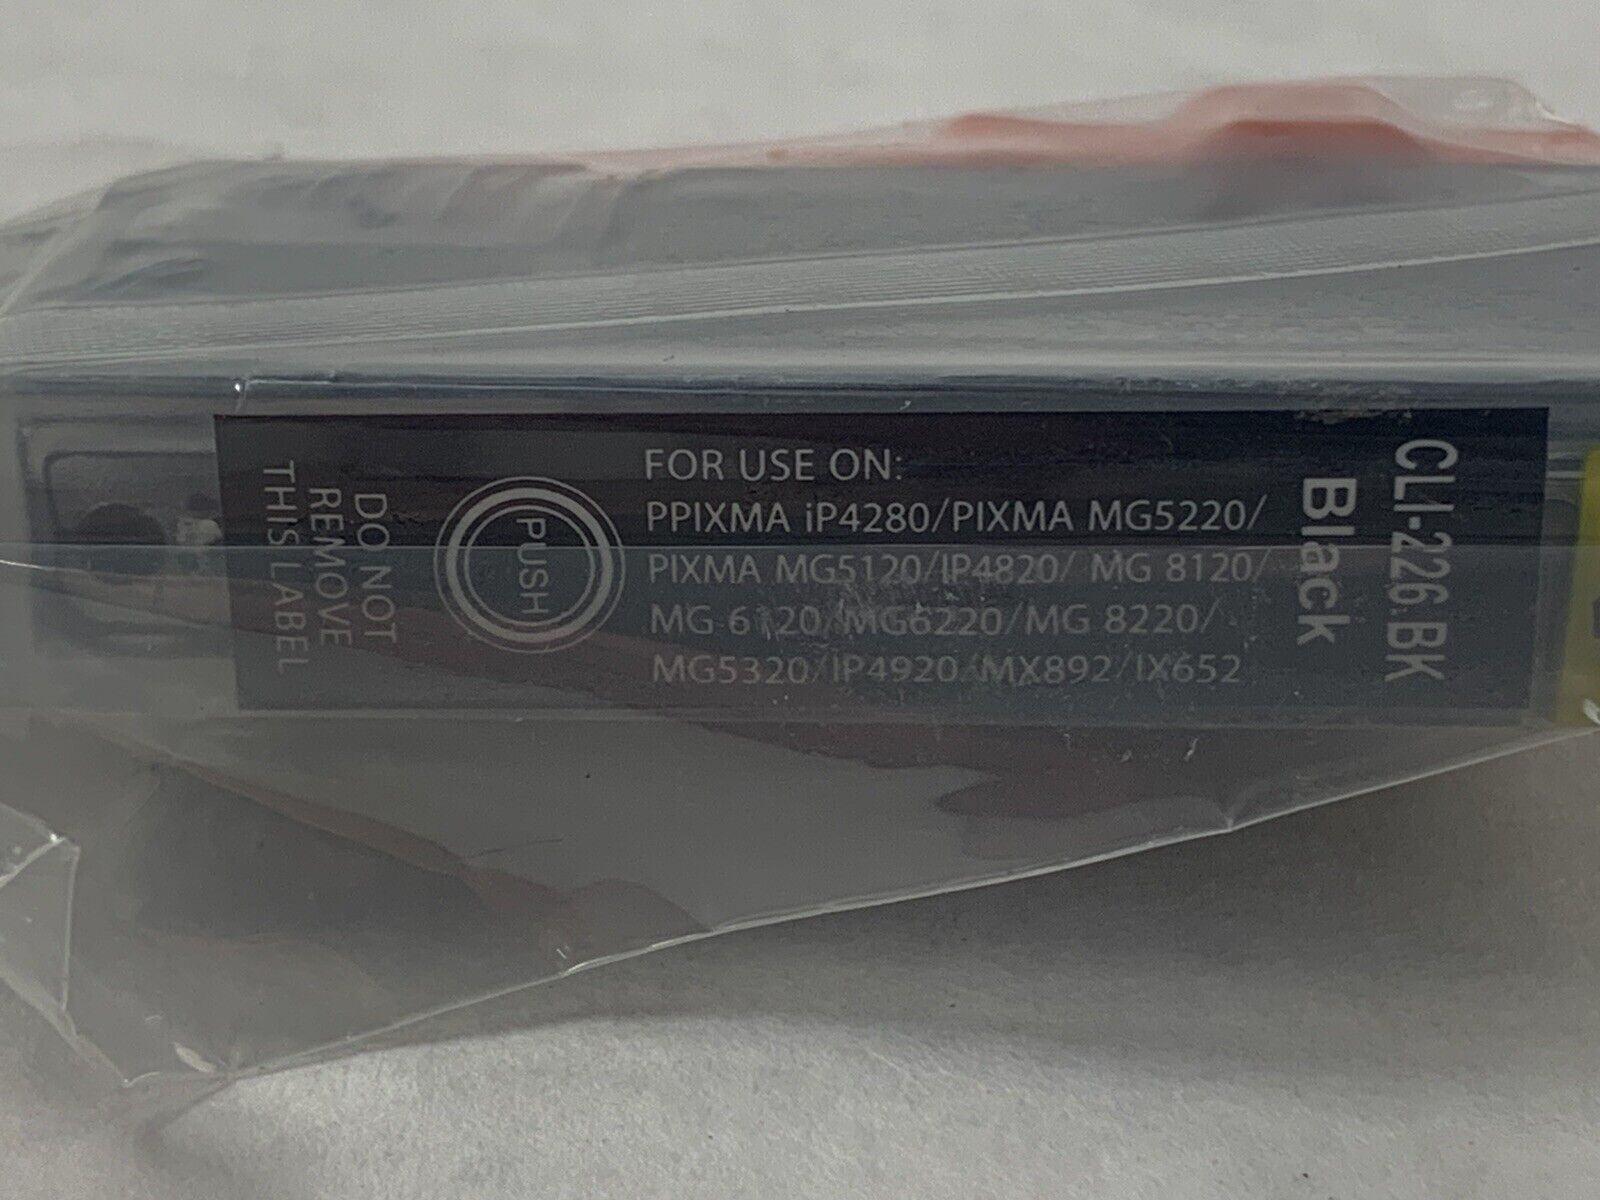 FOR USE ON:
PPIXMA iP4280/PIXMA MG5220/
PIXMA MG5120/IP4820/ MG 8120/
MG 6120/MG6220/MG 8220/
MG5320/IP4920/MX892/IX652
DO NOT
REMOVE
THIS LABEL
PUSH
CLI-226 BK
Black